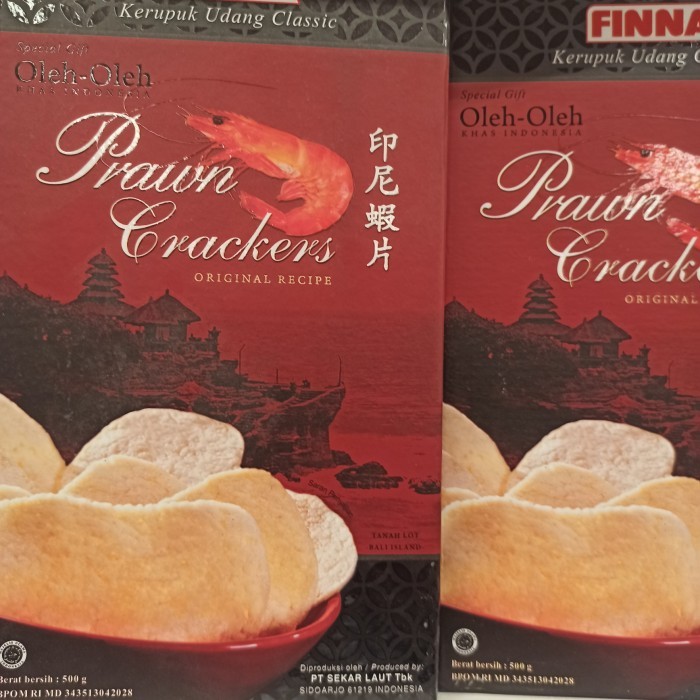 Kerupuk Udang Classic
Special Gift
Oleh-Oleh
KHAS INDONESIA
Prawn
Crackers
ORIGINAL RECIPE
印尼蝦片
TANAH LOT
BALI ISLAND
Berat bersih : 500 g
BPOM RI MD 343513042028
Diproduksi oleh / Produced by:
PT SEKAR LAUT Tbk
SIDOARJO 61219 INDONESIA
FINNA
Kerupuk Udang C
Special Gift
Oleh-Oleh
KHAS INDONESIA
Prawn
Crack
ORIGINAL
Berat bersih : 500 g
BPOM RI MD 343513042028